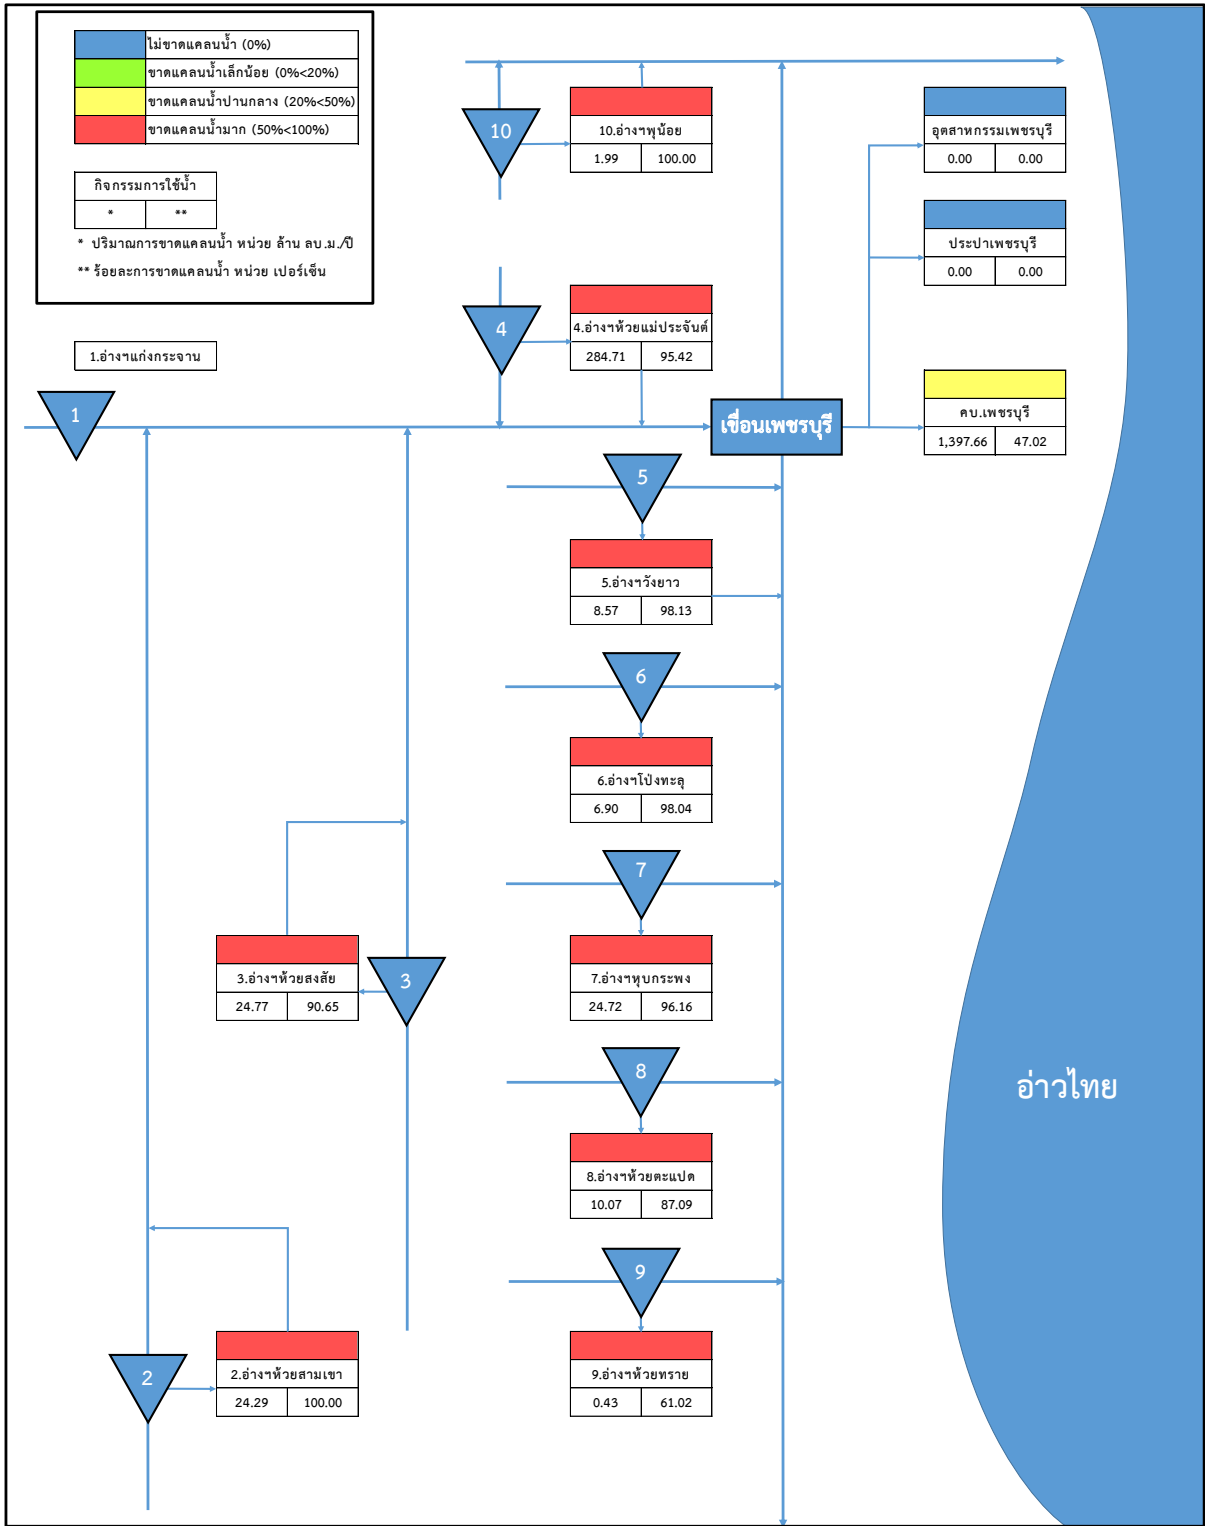 ไม่ขาดแคลนน้ำ (0%)
ขาดแคลนน้ำเล็กน้อย (0%<20%)
ขาดแคลนน้ำปานกลาง (20%<50%)
ขาดแคลนน้ำมาก (50%<100%)
กิจกรรมการใช้น้ำ
* **
* ปริมาณการขาดแคลนน้ำ หน่วย ล้าน ลบ.ม./ปี
** ร้อยละการขาดแคลนน้ำ หน่วย เปอร์เซ็น
10
10.อ่างฯพุน้อย
1.99 100.00
อุตสาหกรรมเพชรบุรี
0.00 0.00
ประปาเพชรบุรี
0.00 0.00
4
4.อ่างฯห้วยแม่ประจันต์
284.71 95.42
1.อ่างฯแก่งกระจาน
1
เขื่อนเพชรบุรี
คบ.เพชรบุรี
1,397.66 47.02
5
5.อ่างฯวังยาว
8.57 98.13
6
6.อ่างฯโป่งทะลุ
6.90 98.04
7
7.อ่างฯหุบกระพง
24.72 96.16
3
3.อ่างฯห้วยสงสัย
24.77 90.65
8
8.อ่างฯห้วยตะแปด
10.07 87.09
อ่าวไทย
9
9.อ่างฯห้วยทราย
0.43 61.02
2
2.อ่างฯห้วยสามเขา
24.29 100.00